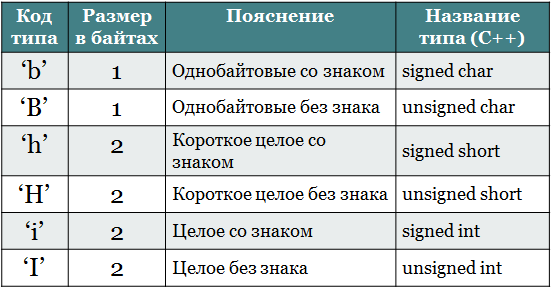 Код типа Размер в байтах Пояснение Название типа (C++)
‘b’ 1 Однобайтовые со знаком signed char
‘B’ 1 Однобайтовые без знака unsigned char
‘h’ 2 Короткое целое со знаком signed short
‘H’ 2 Короткое целое без знака unsigned short
‘i’ 2 Целое со знаком signed int
‘I’ 2 Целое без знака unsigned int